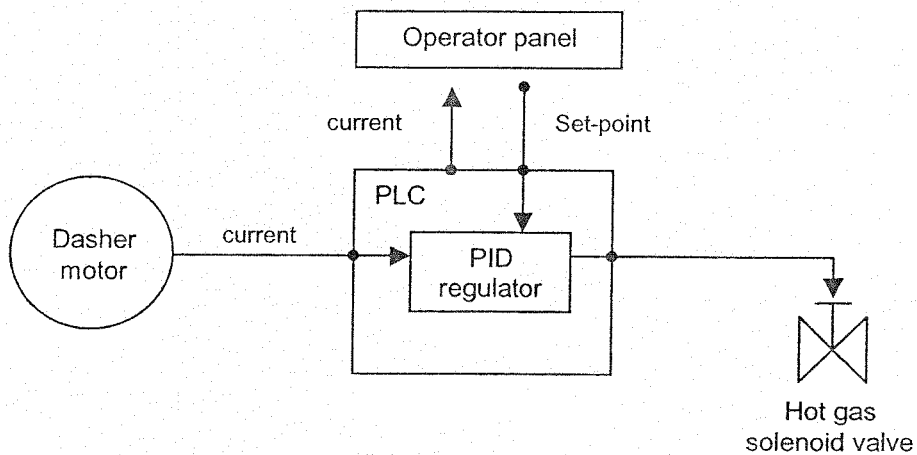 Operator panel
current
Set-point
PLC
Dasher
motor
current
PID
regulator
Hot gas
solenoid valve